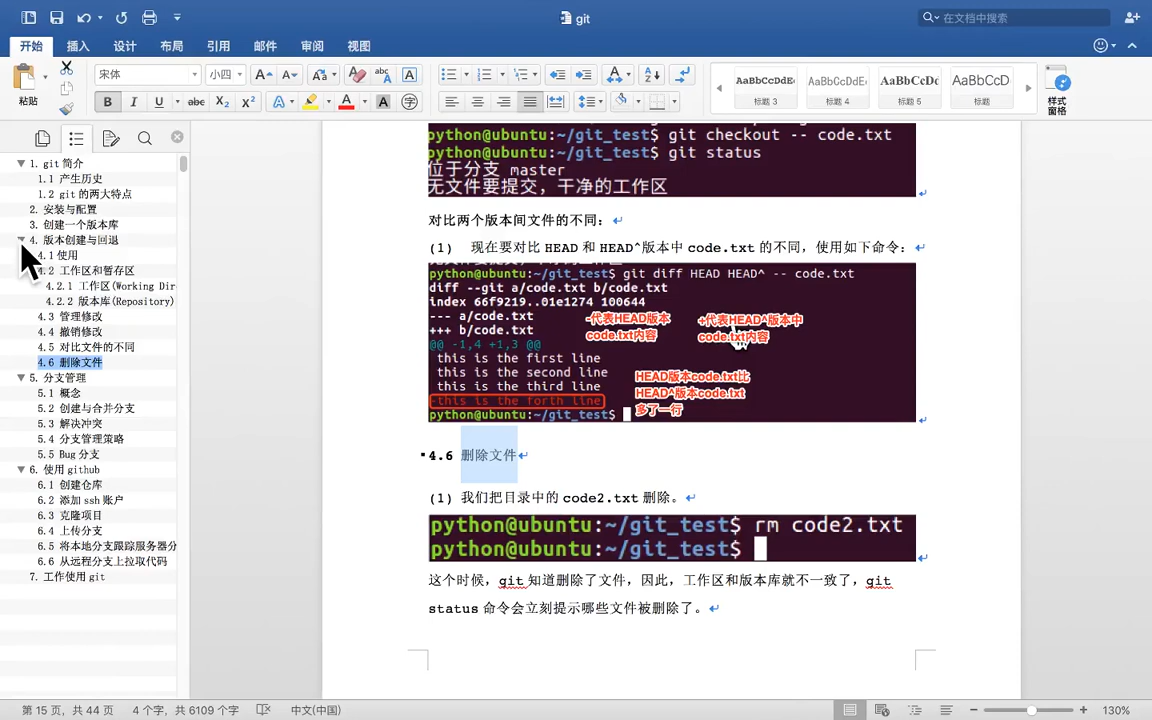 git
在文档中搜索
开始 插入 设计 布局 引用 邮件 审阅 视图
粘贴
宋体 小四
AaBbCcDdE AaBbCcDdE AaBbCcDc AaBbCcD
标题 3 标题 4 标题 5 标题
样式
窗格
1. git 简介
1.1 产生历史
1.2 git 的两大特点
2. 安装与配置
3. 创建一个版本库
4. 版本创建与回退
4.1 使用
4.2 工作区和暂存区
4.2.1 工作区(Working Dir
4.2.2 版本库(Repository)
4.3 管理修改
4.4 撤销修改
4.5 对比文件的不同
4.6 删除文件
5. 分支管理
5.1 概念
5.2 创建与合并分支
5.3 解决冲突
5.4 分支管理策略
5.5 Bug 分支
6. 使用 github
6.1 创建仓库
6.2 添加 ssh 账户
6.3 克隆项目
6.4 上传分支
6.5 将本地分支跟踪服务器分
6.6 从远程分支上拉取代码
7. 工作使用 git
python@ubuntu:~/git_test$ git checkout -- code.txt
python@ubuntu:~/git_test$ git status
位于分支 master
无文件要提交，干净的工作区
对比两个版本间文件的不同：
(1) 现在要对比 HEAD 和 HEAD^版本中 code.txt 的不同，使用如下命令：
python@ubuntu:~/git_test$ git diff HEAD HEAD^ -- code.txt
diff --git a/code.txt b/code.txt
index 66f9219..01e1274 100644
--- a/code.txt
+++ b/code.txt
-代表HEAD版本
code.txt内容
+代表HEAD^版本中
code.txt内容
@@ -1,4 +1,3 @@
this is the first line
this is the second line
this is the third line
-this is the forth line
HEAD版本code.txt比
HEAD^版本code.txt
多了一行
python@ubuntu:~/git_test$
4.6 删除文件
(1) 我们把目录中的 code2.txt 删除。
python@ubuntu:~/git_test$ rm code2.txt
python@ubuntu:~/git_test$
这个时候，git 知道删除了文件，因此，工作区和版本库就不一致了，git
status 命令会立刻提示哪些文件被删除了。
第 15 页，共 44 页 4 个字，共 6109 个字 中文(中国) 130%